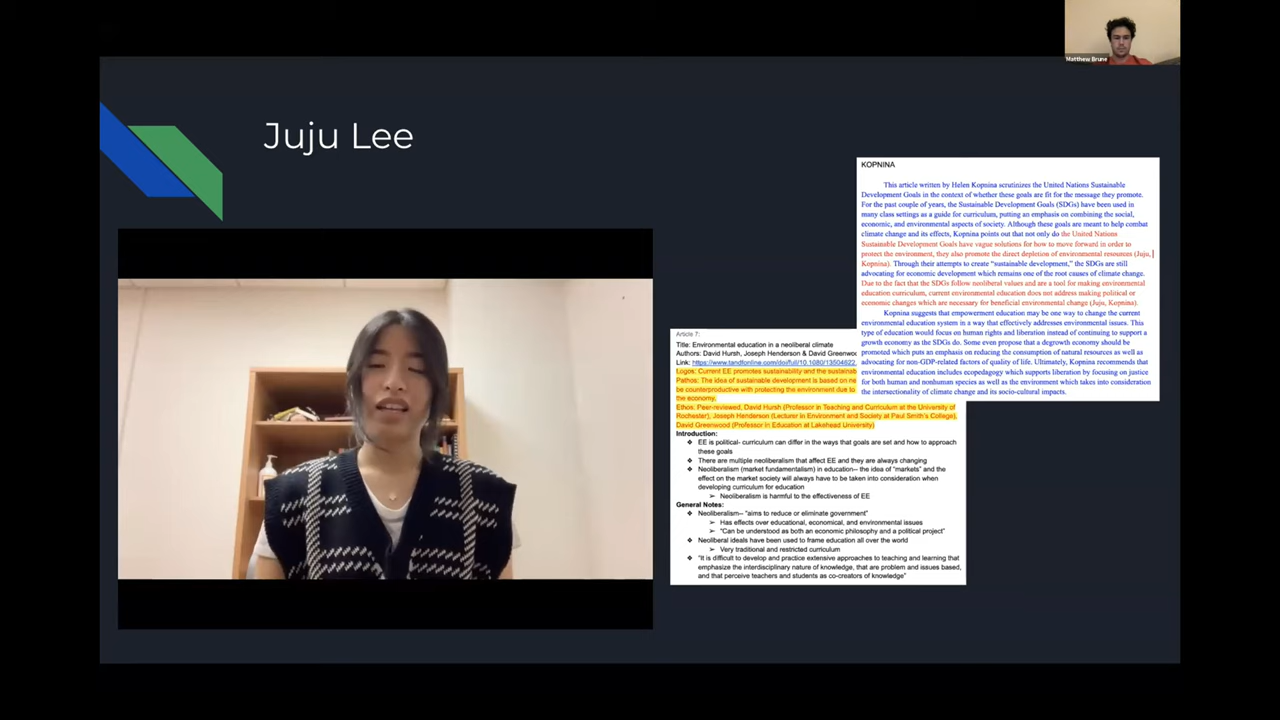 Matthew Brune
Juju Lee
KOPNINA
This article written by Helen Kopnina scrutinizes the United Nations Sustainable
Development Goals in the context of whether these goals are fit for the message they promote.
For the past couple of years, the Sustainable Development Goals (SDGs) have been used in
many class settings as a guide for curriculum, putting an emphasis on combining the social,
economic, and environmental aspects of society. Although these goals are meant to help combat
climate change and its effects, Kopnina points out that not only do the United Nations
Sustainable Development Goals have vague solutions for how to move forward in order to
protect the environment, they also promote the direct depletion of environmental resources (Juju,
Kopnina). Through their attempts to create “sustainable development,” the SDGs are still
advocating for economic development which remains one of the root causes of climate change.
Due to the fact that the SDGs follow neoliberal values and are a tool for making environmental
education curriculum, current environmental education does not address making political or
economic changes which are necessary for beneficial environmental change (Juju, Kopnina).
Kopnina suggests that empowerment education may be one way to change the current
environmental education system in a way that effectively addresses environmental issues. This
type of education would focus on human rights and liberation instead of continuing to support a
growth economy as the SDGs do. Some even propose that a degrowth economy should be
promoted which puts an emphasis on reducing the consumption of natural resources as well as
advocating for non-GDP-related factors of quality of life. Ultimately, Kopnina recommends that
environmental education includes ecopedagogy which supports liberation by focusing on justice
for both human and nonhuman species as well as the environment which takes into consideration
the intersectionality of climate change and its socio-cultural impacts.
Article 7:
Title: Environmental education in a neoliberal climate
Authors: David Hursh, Joseph Henderson & David Greenwoo
Link: https://www.tandfonline.com/doi/full/10.1080/13504622.
Logos: Current EE promotes sustainability and the sustainab
Pathos: The idea of sustainable development is based on ne
be counterproductive with protecting the environment due to
the economy.
Ethos: Peer-reviewed, David Hursh (Professor in Teaching and Curriculum at the University of
Rochester), Joseph Henderson (Lecturer in Environment and Society at Paul Smith's College),
David Greenwood (Professor in Education at Lakehead University)
Introduction:
❖ EE is political- curriculum can differ in the ways that goals are set and how to approach
these goals
❖ There are multiple neoliberalism that affect EE and they are always changing
❖ Neoliberalism (market fundamentalism) in education-- the idea of “markets” and the
effect on the market society will always have to be taken into consideration when
developing curriculum for education
➢ Neoliberalism is harmful to the effectiveness of EE
General Notes:
❖ Neoliberalism-- “aims to reduce or eliminate government”
➢ Has effects over educational, economical, and environmental issues
➢ “Can be understood as both an economic philosophy and a political project”
❖ Neoliberal ideals have been used to frame education all over the world
➢ Very traditional and restricted curriculum
❖ “It is difficult to develop and practice extensive approaches to teaching and learning that
emphasize the interdisciplinary nature of knowledge, that are problem and issues based,
and that perceive teachers and students as co-creators of knowledge”